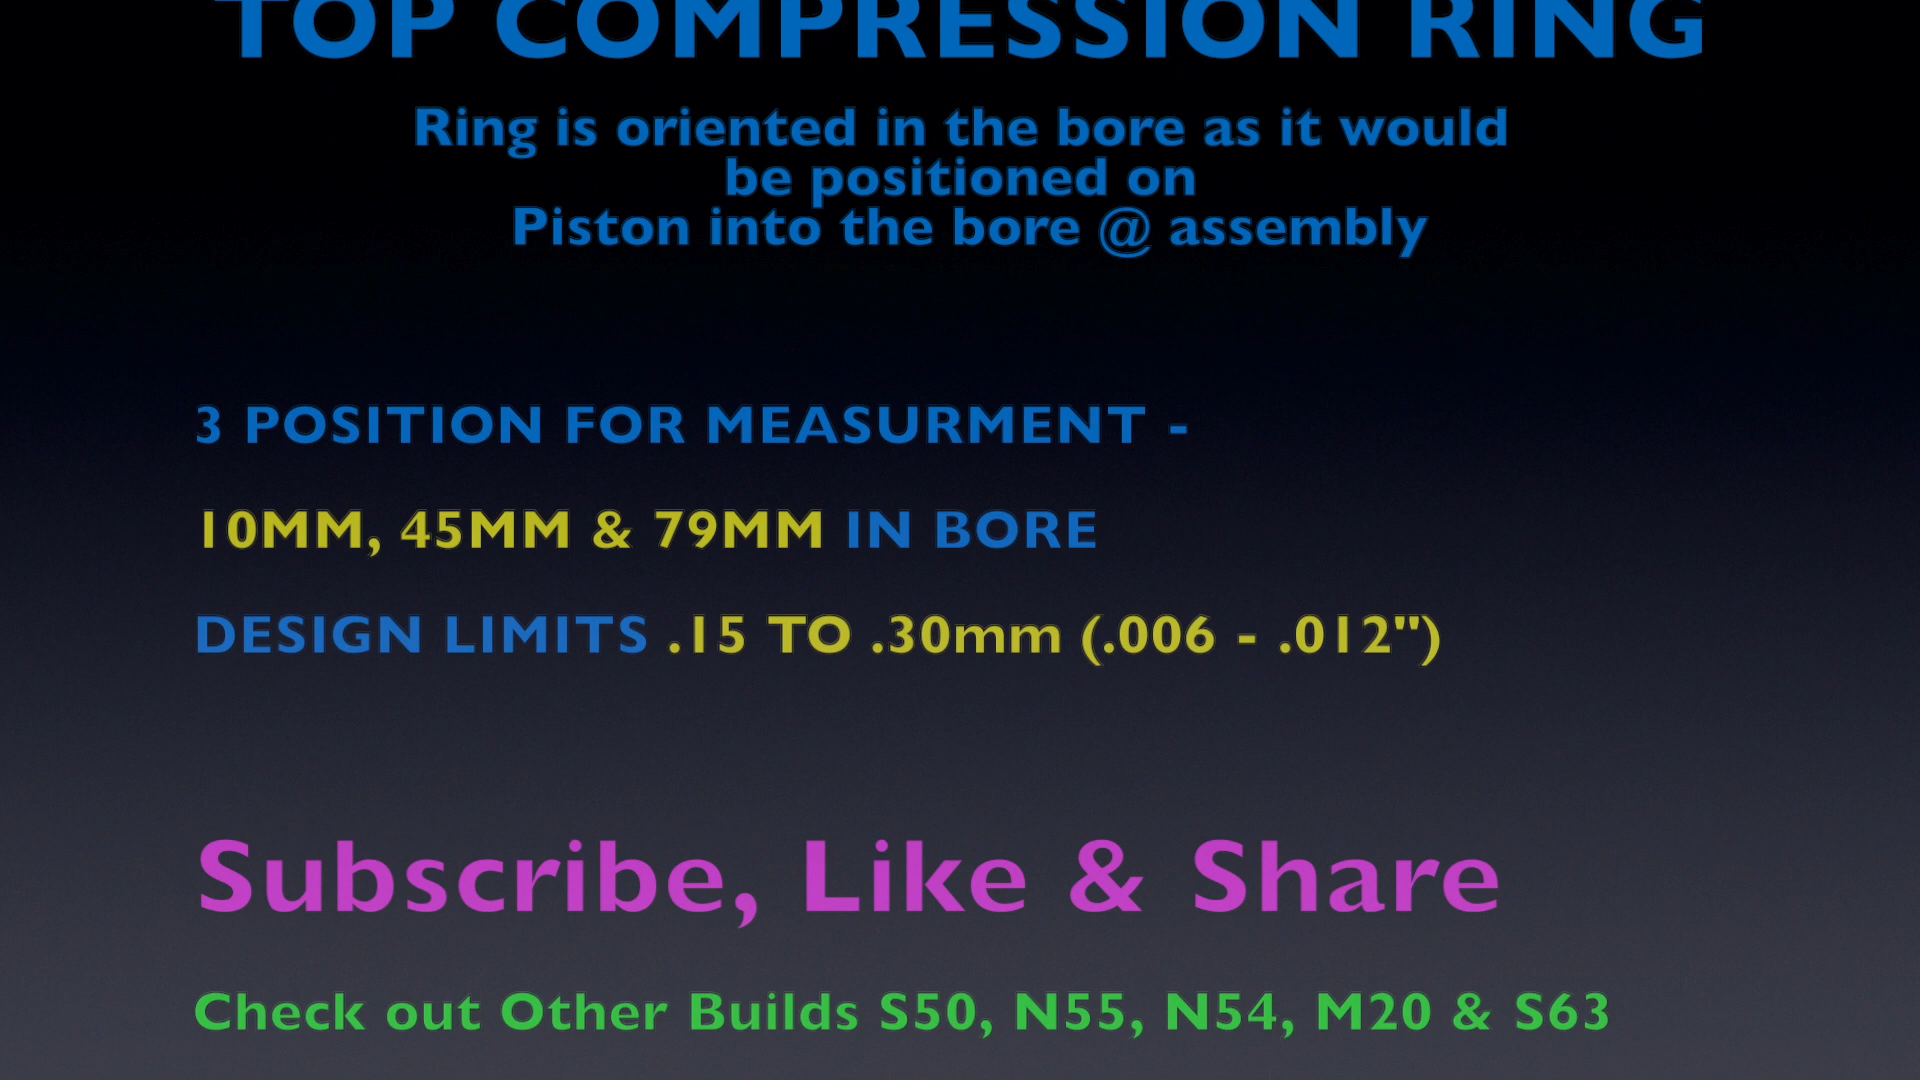 TOP COMPRESSION RING
Ring is oriented in the bore as it would
be positioned on
Piston into the bore @ assembly
3 POSITION FOR MEASURMENT -
10MM, 45MM & 79MM IN BORE
DESIGN LIMITS .15 TO .30mm (.006 - .012")
Subscribe, Like & Share
Check out Other Builds S50, N55, N54, M20 & S63